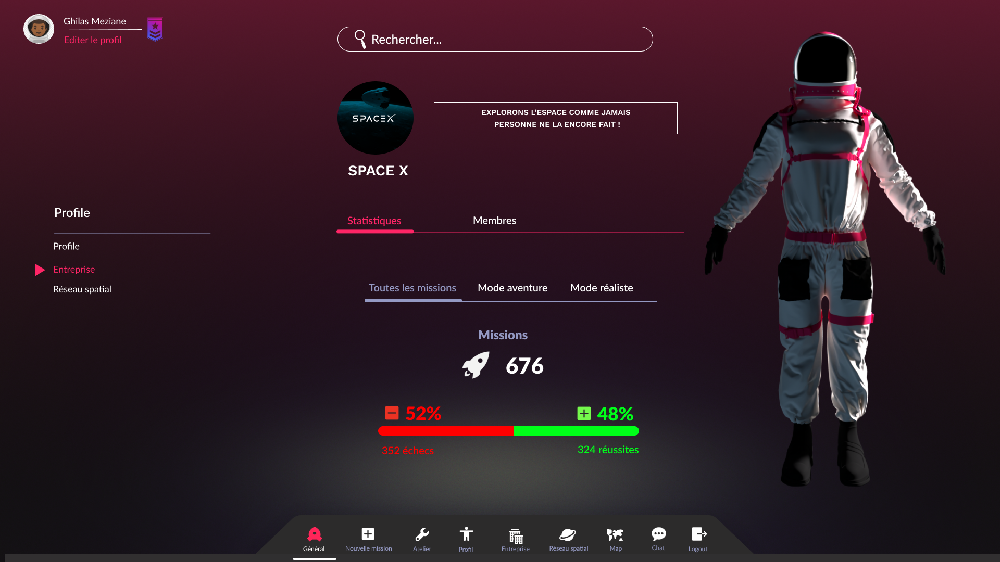 Ghilas Meziane
Editer le profil
Rechercher...
SPACEX
EXPLORONS L'ESPACE COMME JAMAIS
PERSONNE NE LA ENCORE FAIT !
SPACE X
Profile
Profile
Entreprise
Réseau spatial
Statistiques
Membres
Toutes les missions
Mode aventure
Mode réaliste
Missions
676
52%
48%
352 échecs
324 réussites
Général
Nouvelle mission
Atelier
Profil
Entreprise
Réseau spatial
Map
Chat
Logout